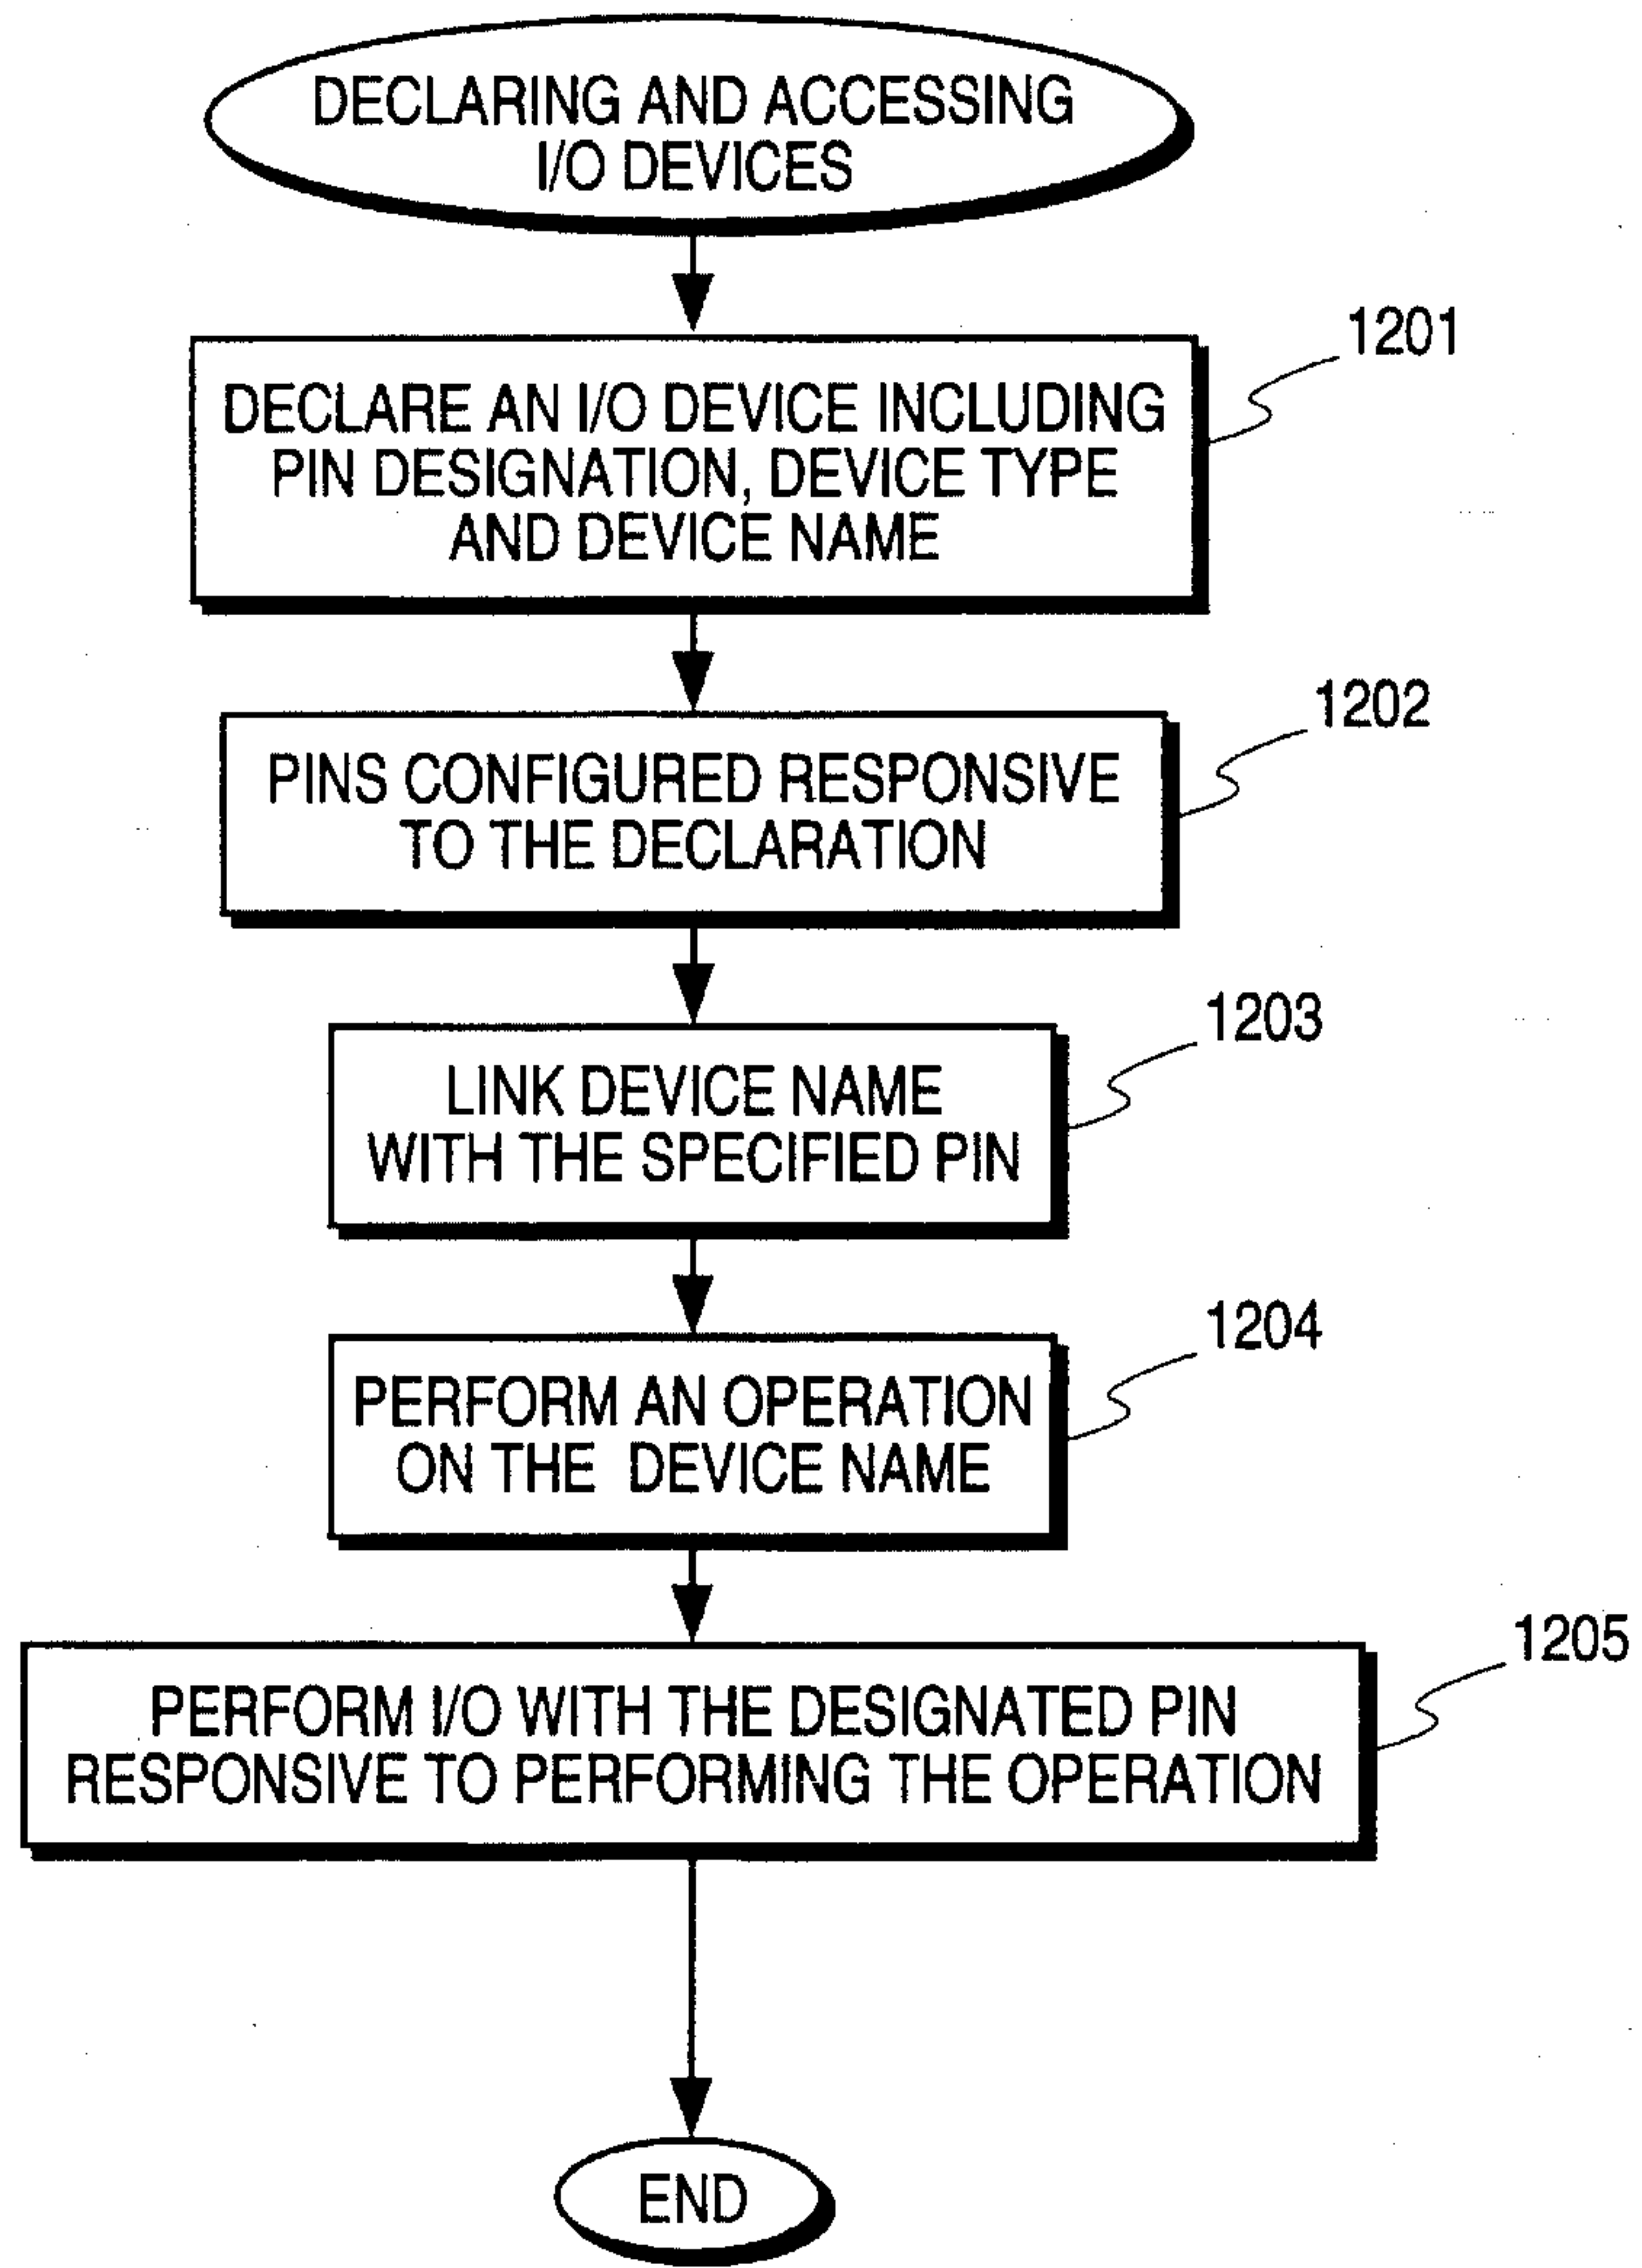 DECLARING AND ACCESSING
I/O DEVICES
1201
DECLARE AN I/O DEVICE INCLUDING
PIN DESIGNATION, DEVICE TYPE
AND DEVICE NAME
1202
PINS CONFIGURED RESPONSIVE
TO THE DECLARATION
1203
LINK DEVICE NAME
WITH THE SPECIFIED PIN
1204
PERFORM AN OPERATION
ON THE DEVICE NAME
1205
PERFORM I/O WITH THE DESIGNATED PIN
RESPONSIVE TO PERFORMING THE OPERATION
END